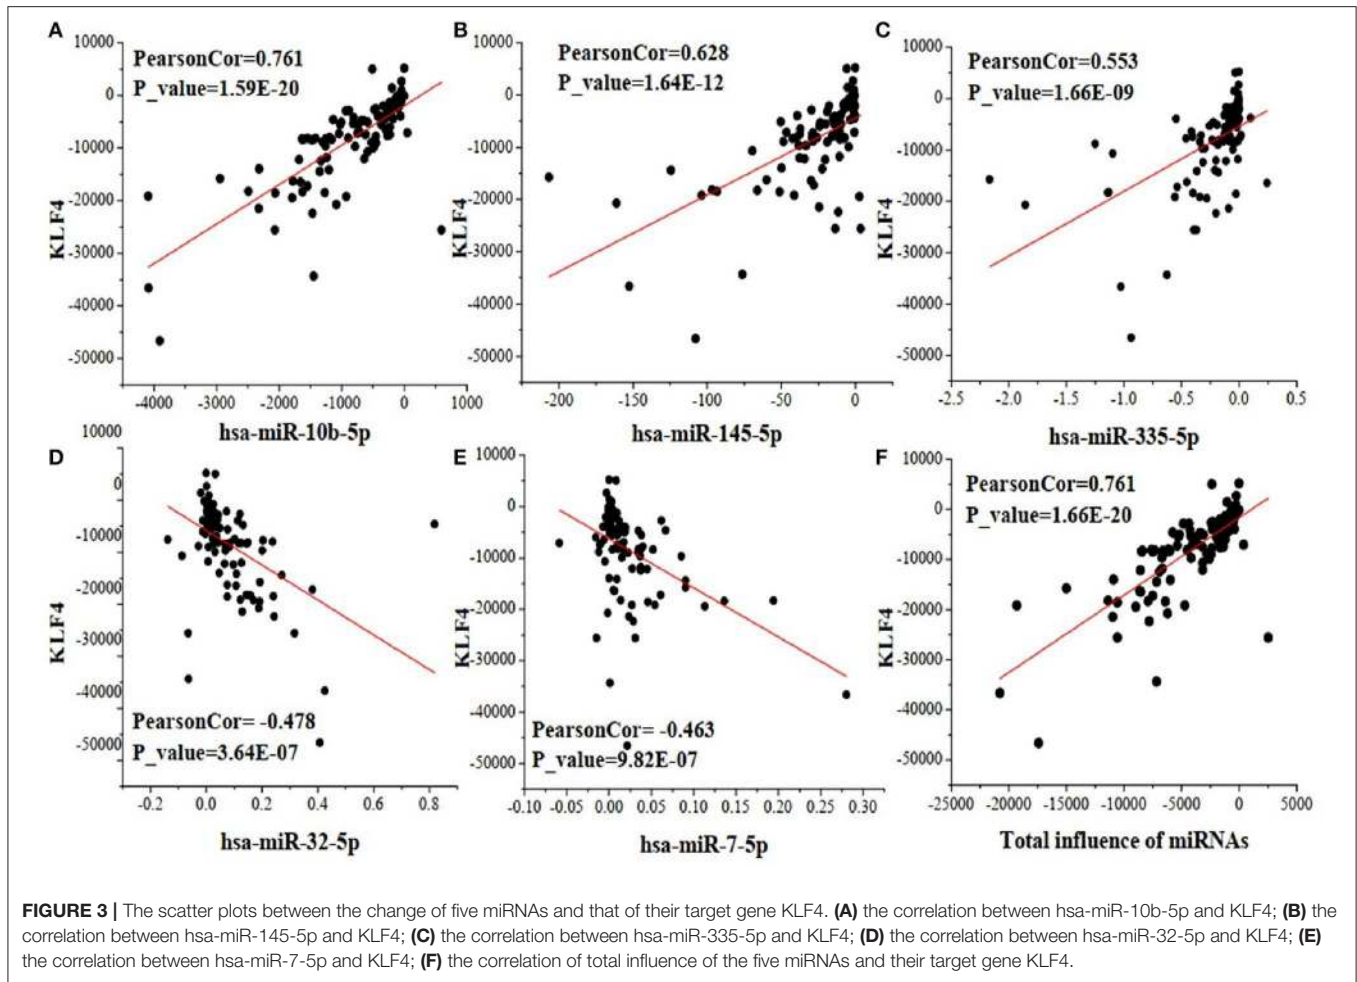 A
PearsonCor=0.761
P_value=1.59E-20
10000
0
-10000
-20000
-30000
-40000
-50000
KLF4
-4000 -3000 -2000 -1000 0 1000
hsa-miR-10b-5p
B
PearsonCor=0.628
P_value=1.64E-12
10000
0
-10000
-20000
-30000
-40000
-50000
KLF4
-200 -150 -100 -50 0
hsa-miR-145-5p
C
PearsonCor=0.553
P_value=1.66E-09
10000
0
-10000
-20000
-30000
-40000
-50000
KLF4
-2.5 -2.0 -1.5 -1.0 -0.5 0.0 0.5
hsa-miR-335-5p
D
10000
0
-10000
-20000
-30000
-40000
-50000
KLF4
PearsonCor= -0.478
P_value=3.64E-07
-0.2 0.0 0.2 0.4 0.6 0.8
hsa-miR-32-5p
E
10000
0
-10000
-20000
-30000
-40000
-50000
KLF4
PearsonCor= -0.463
P_value=9.82E-07
-0.10 -0.05 0.00 0.05 0.10 0.15 0.20 0.25 0.30
hsa-miR-7-5p
F
PearsonCor=0.761
P_value=1.66E-20
10000
0
-10000
-20000
-30000
-40000
-50000
KLF4
-25000 -20000 -15000 -10000 -5000 0 5000
Total influence of miRNAs
FIGURE 3 | The scatter plots between the change of five miRNAs and that of their target gene KLF4. (A) the correlation between hsa-miR-10b-5p and KLF4; (B) the
correlation between hsa-miR-145-5p and KLF4; (C) the correlation between hsa-miR-335-5p and KLF4; (D) the correlation between hsa-miR-32-5p and KLF4; (E)
the correlation between hsa-miR-7-5p and KLF4; (F) the correlation of total influence of the five miRNAs and their target gene KLF4.